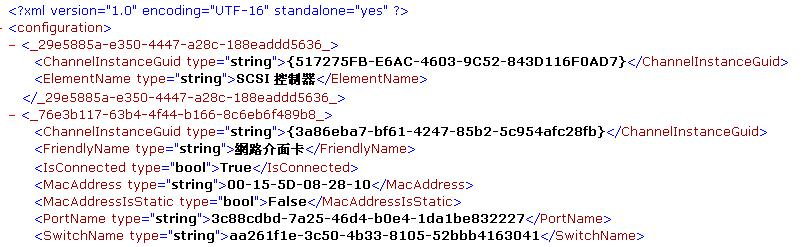 <?xml version="1.0" encoding="UTF-16" standalone="yes" ?>
- <configuration>
- <_29e5885a-e350-4447-a28c-188eaddd5636_>
<ChannelInstanceGuid type="string">{517275FB-E6AC-4603-9C52-843D116F0AD7}</ChannelInstanceGuid>
<ElementName type="string">SCSI 控制器</ElementName>
</_29e5885a-e350-4447-a28c-188eaddd5636_>
- <_76e3b117-63b4-4f44-b166-8c6eb6f489b8_>
<ChannelInstanceGuid type="string">{3a86eba7-bf61-4247-85b2-5c954afc28fb}</ChannelInstanceGuid>
<FriendlyName type="string">網路介面卡</FriendlyName>
<IsConnected type="bool">True</IsConnected>
<MacAddress type="string">00-15-5D-08-28-10</MacAddress>
<MacAddressIsStatic type="bool">False</MacAddressIsStatic>
<PortName type="string">3c88cdbd-7a25-46d4-b0e4-1da1be832227</PortName>
<SwitchName type="string">aa261f1e-3c50-4b33-8105-52bbb4163041</SwitchName>